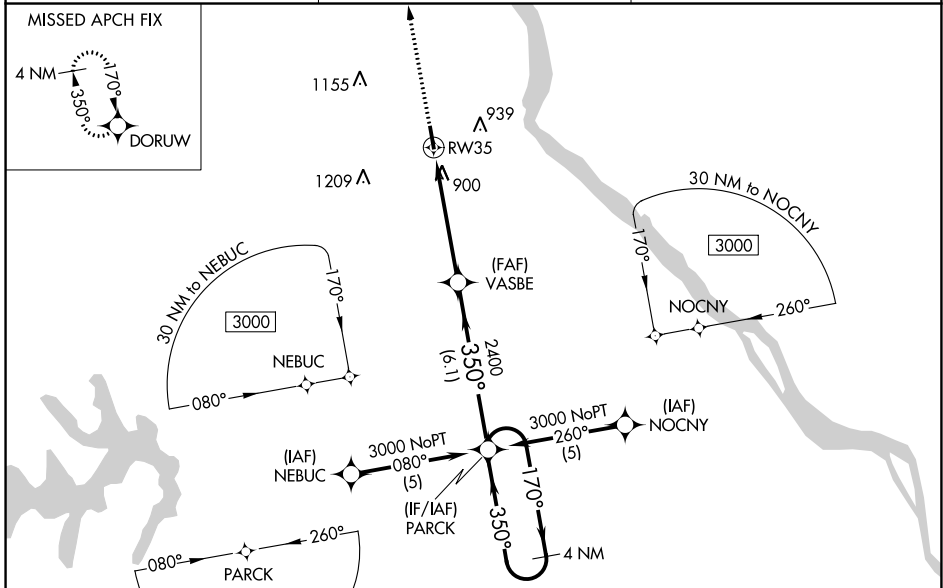 MISSED APCH FIX
4 NM
170°
350°
DORUW
1155
939
RW35
1209
900
30 NM to NEBUC
3000
170°
NEBUC
080°
(FAF)
VASBE
30 NM to NOCNY
3000
170°
NOCNY
260°
2400
350°
(6.1)
(IAF)
NEBUC
3000 NoPT
080°
(5)
3000 NoPT
260°
(5)
(IAF)
NOCNY
(IF/IAF)
PARCK
350°
170°
4 NM
080°
260°
PARCK